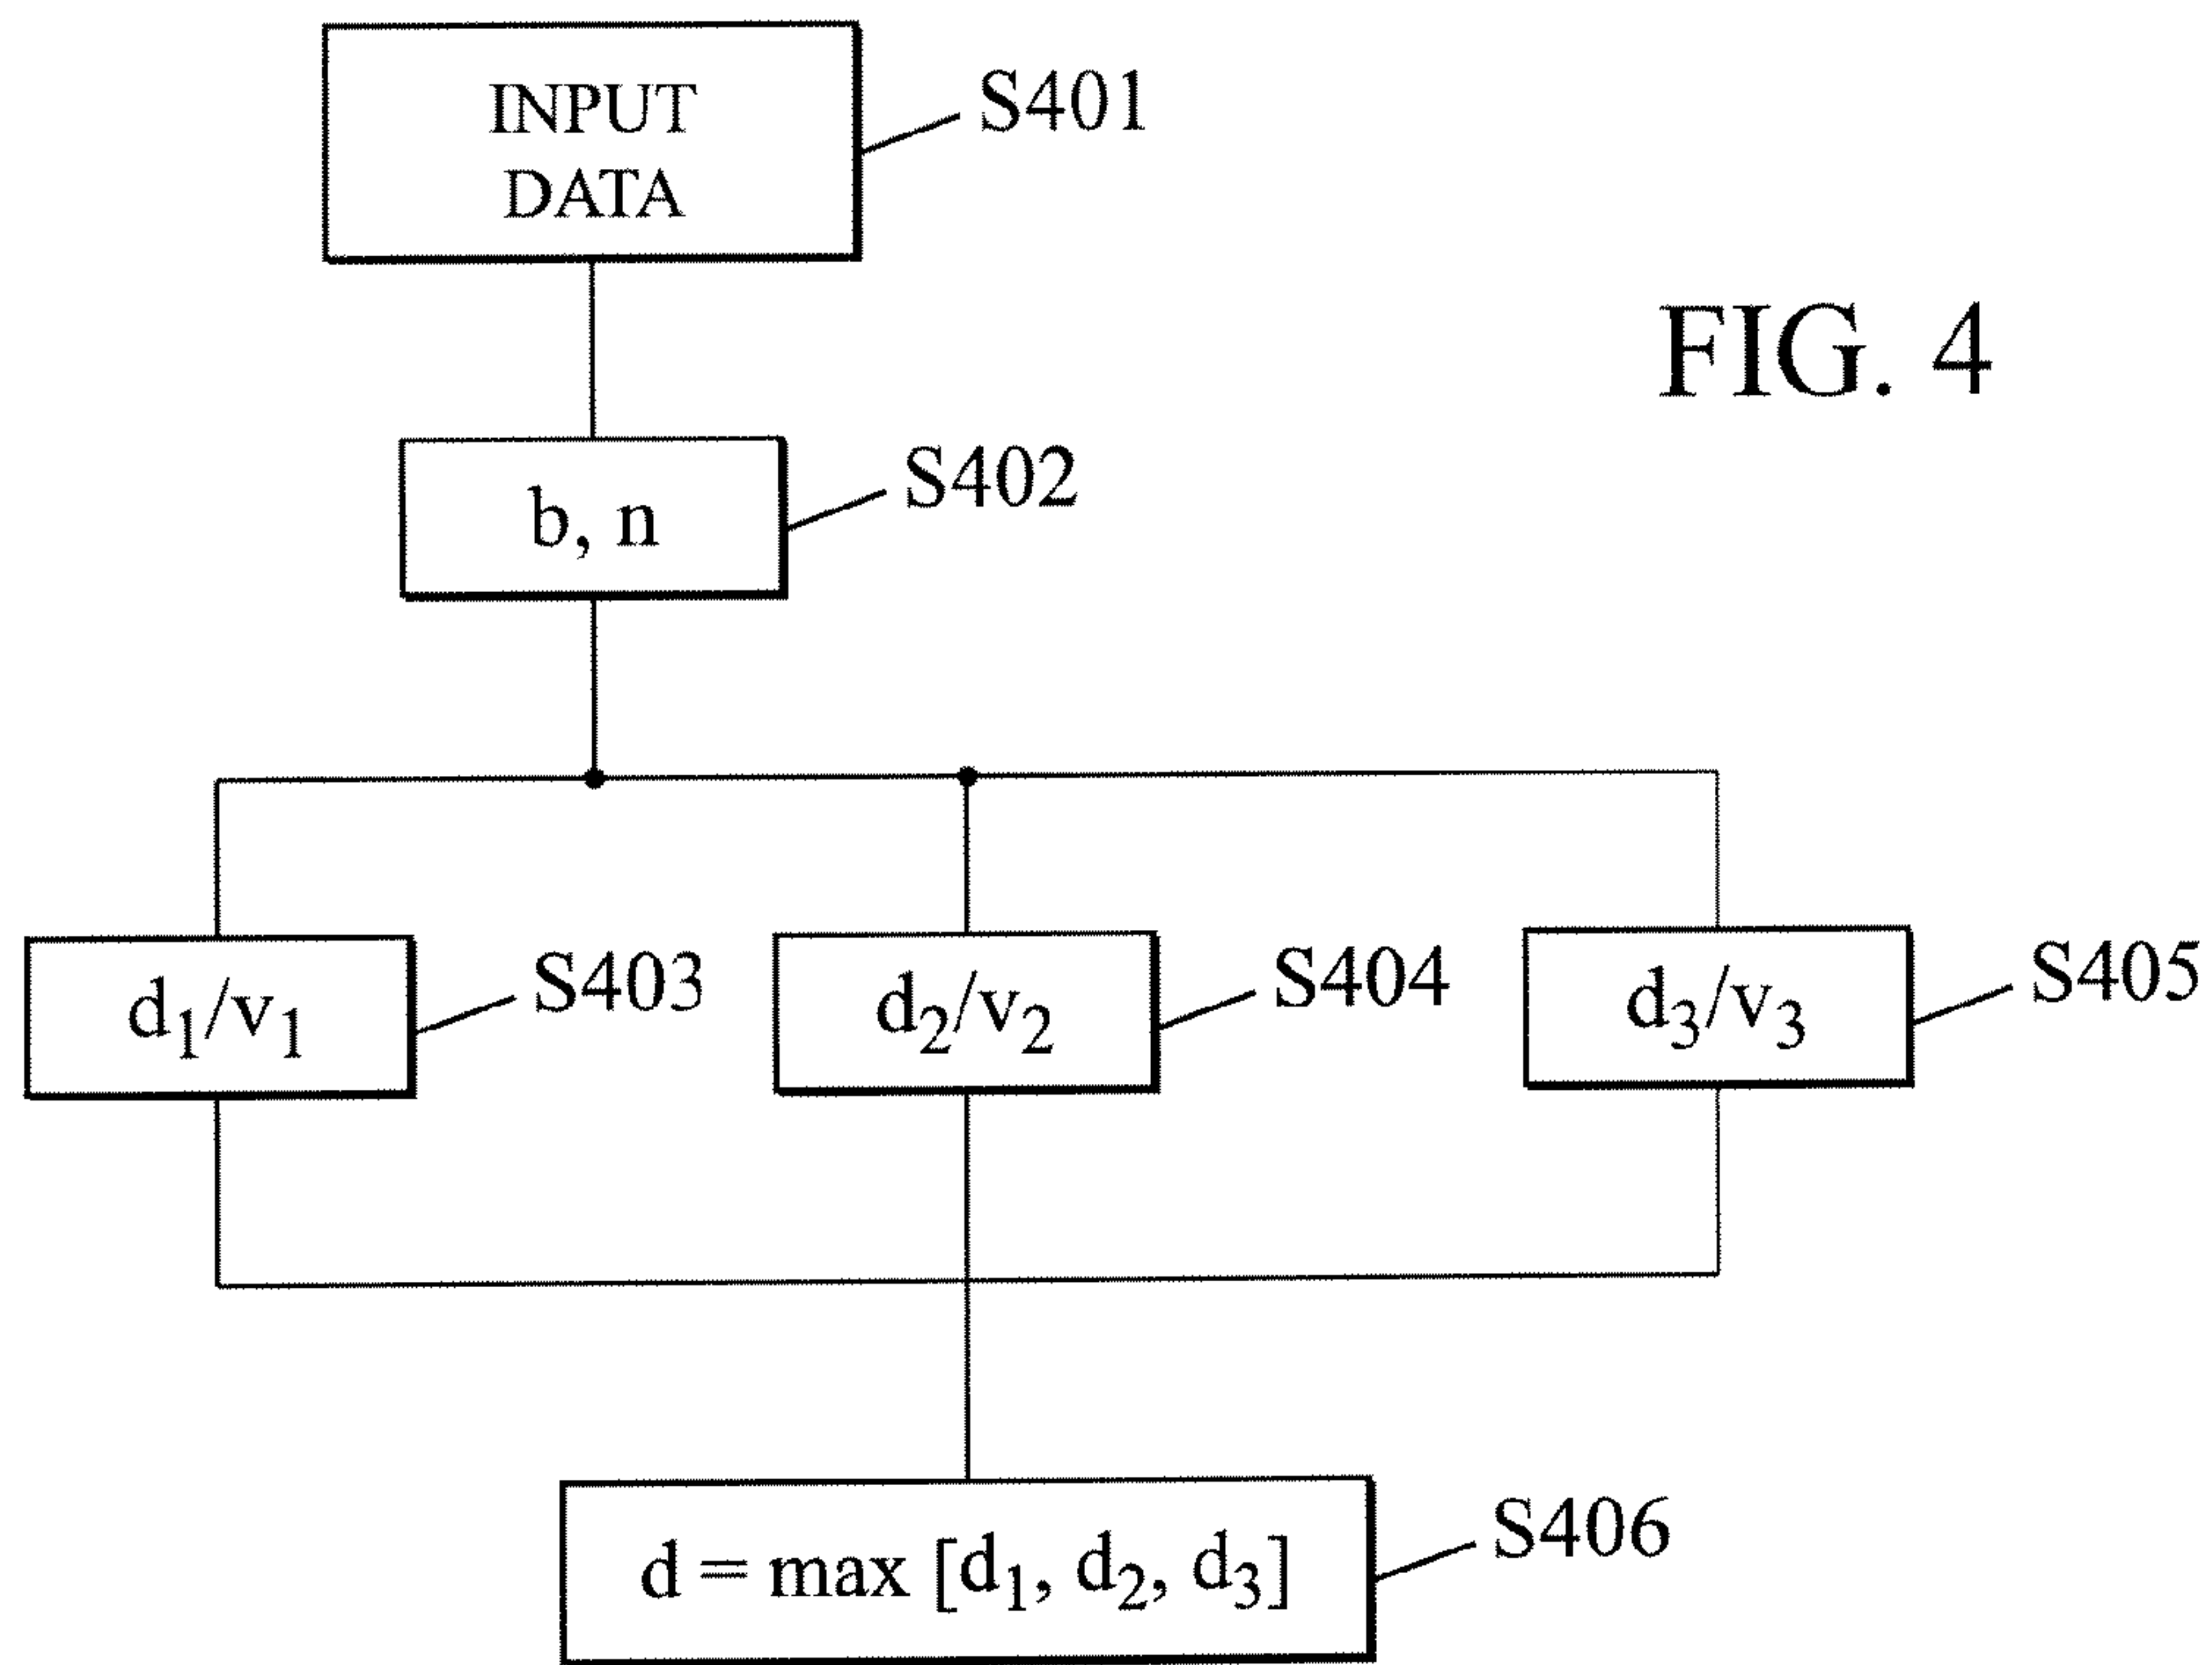 INPUT
DATA
S401
FIG. 4
b, n
S402
d₁/v₁
S403
d₂/v₂
S404
d₃/v₃
S405
d = max [d₁, d₂, d₃]
S406